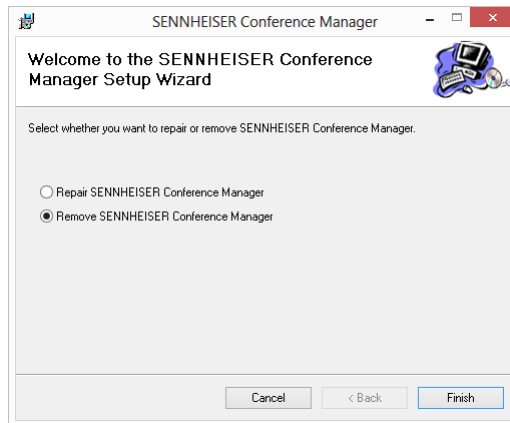 SENNHEISER Conference Manager
Welcome to the SENNHEISER Conference
Manager Setup Wizard
Select whether you want to repair or remove SENNHEISER Conference Manager.
Repair SENNHEISER Conference Manager
Remove SENNHEISER Conference Manager
Cancel
< Back
Finish